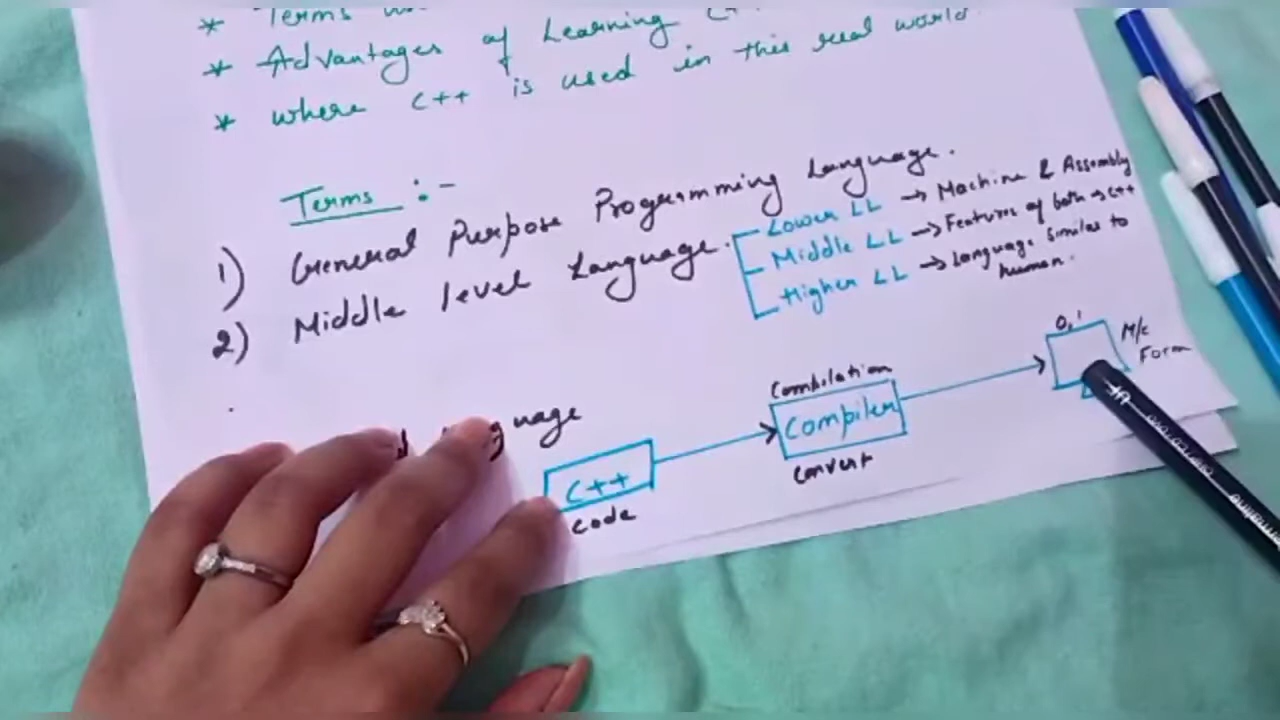 * Terms
* Advantages of Learning C++
* where C++ is used in this real world.
Terms :-
1) General Purpose Programming Language.
2) Middle level Language.
Lower LL → Machine & Assembly
Middle LL → Features of both → C++
Higher LL → Language similar to
human.
0,1
M/c
Form
Compilation
Compiler
Convert
C++
code